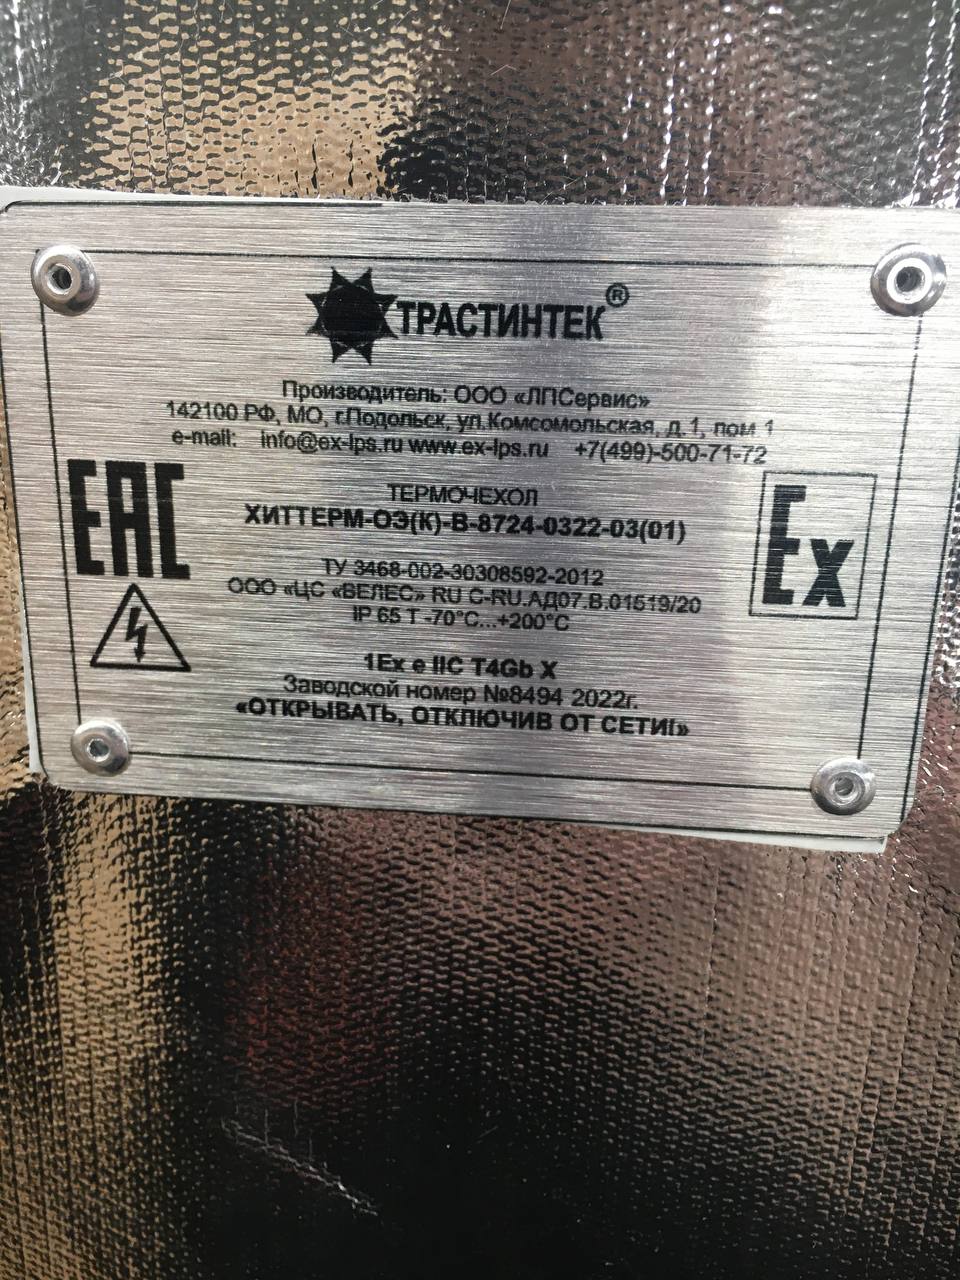 ТРАСТИНТЕК®
Производитель: ООО «ЛПСервис»
142100 РФ, МО, г.Подольск, ул.Комсомольская, д.1, пом 1
e-mail: info@ex-lps.ru www.ex-lps.ru +7(499)-500-71-72
EAC
Ex
ТЕРМОЧЕХОЛ
ХИТТЕРМ-ОЭ(К)-В-8724-0322-03(01)
ТУ 3468-002-30308592-2012
ООО «ЦС «ВЕЛЕС» RU C-RU.АД07.В.01519/20
IP 65 T -70°C...+200°C
1Ex e IIC T4Gb X
Заводской номер №8494 2022г.
«ОТКРЫВАТЬ, ОТКЛЮЧИВ ОТ СЕТИ!»